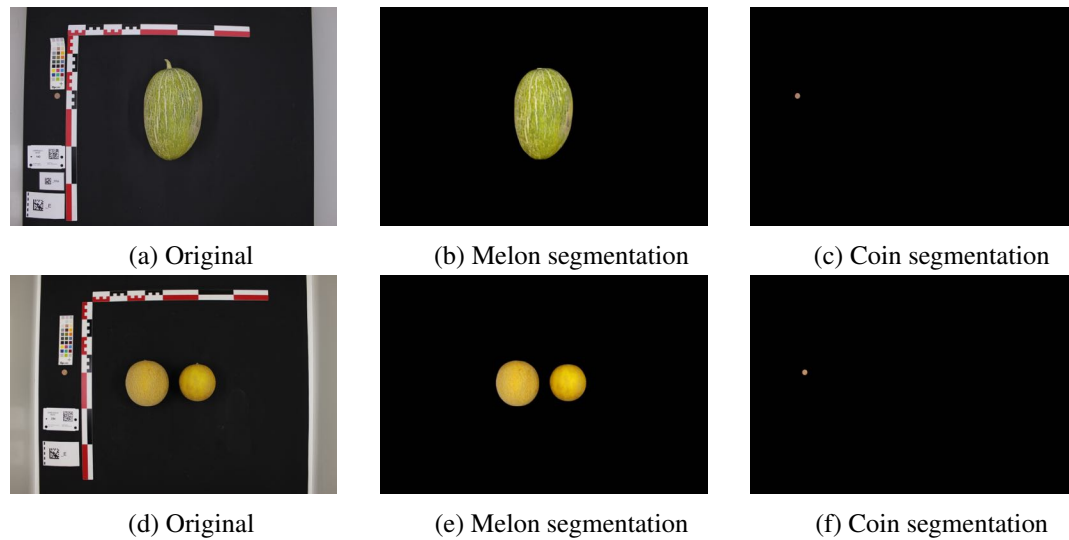 (a) Original
(b) Melon segmentation
(c) Coin segmentation
(d) Original
(e) Melon segmentation
(f) Coin segmentation